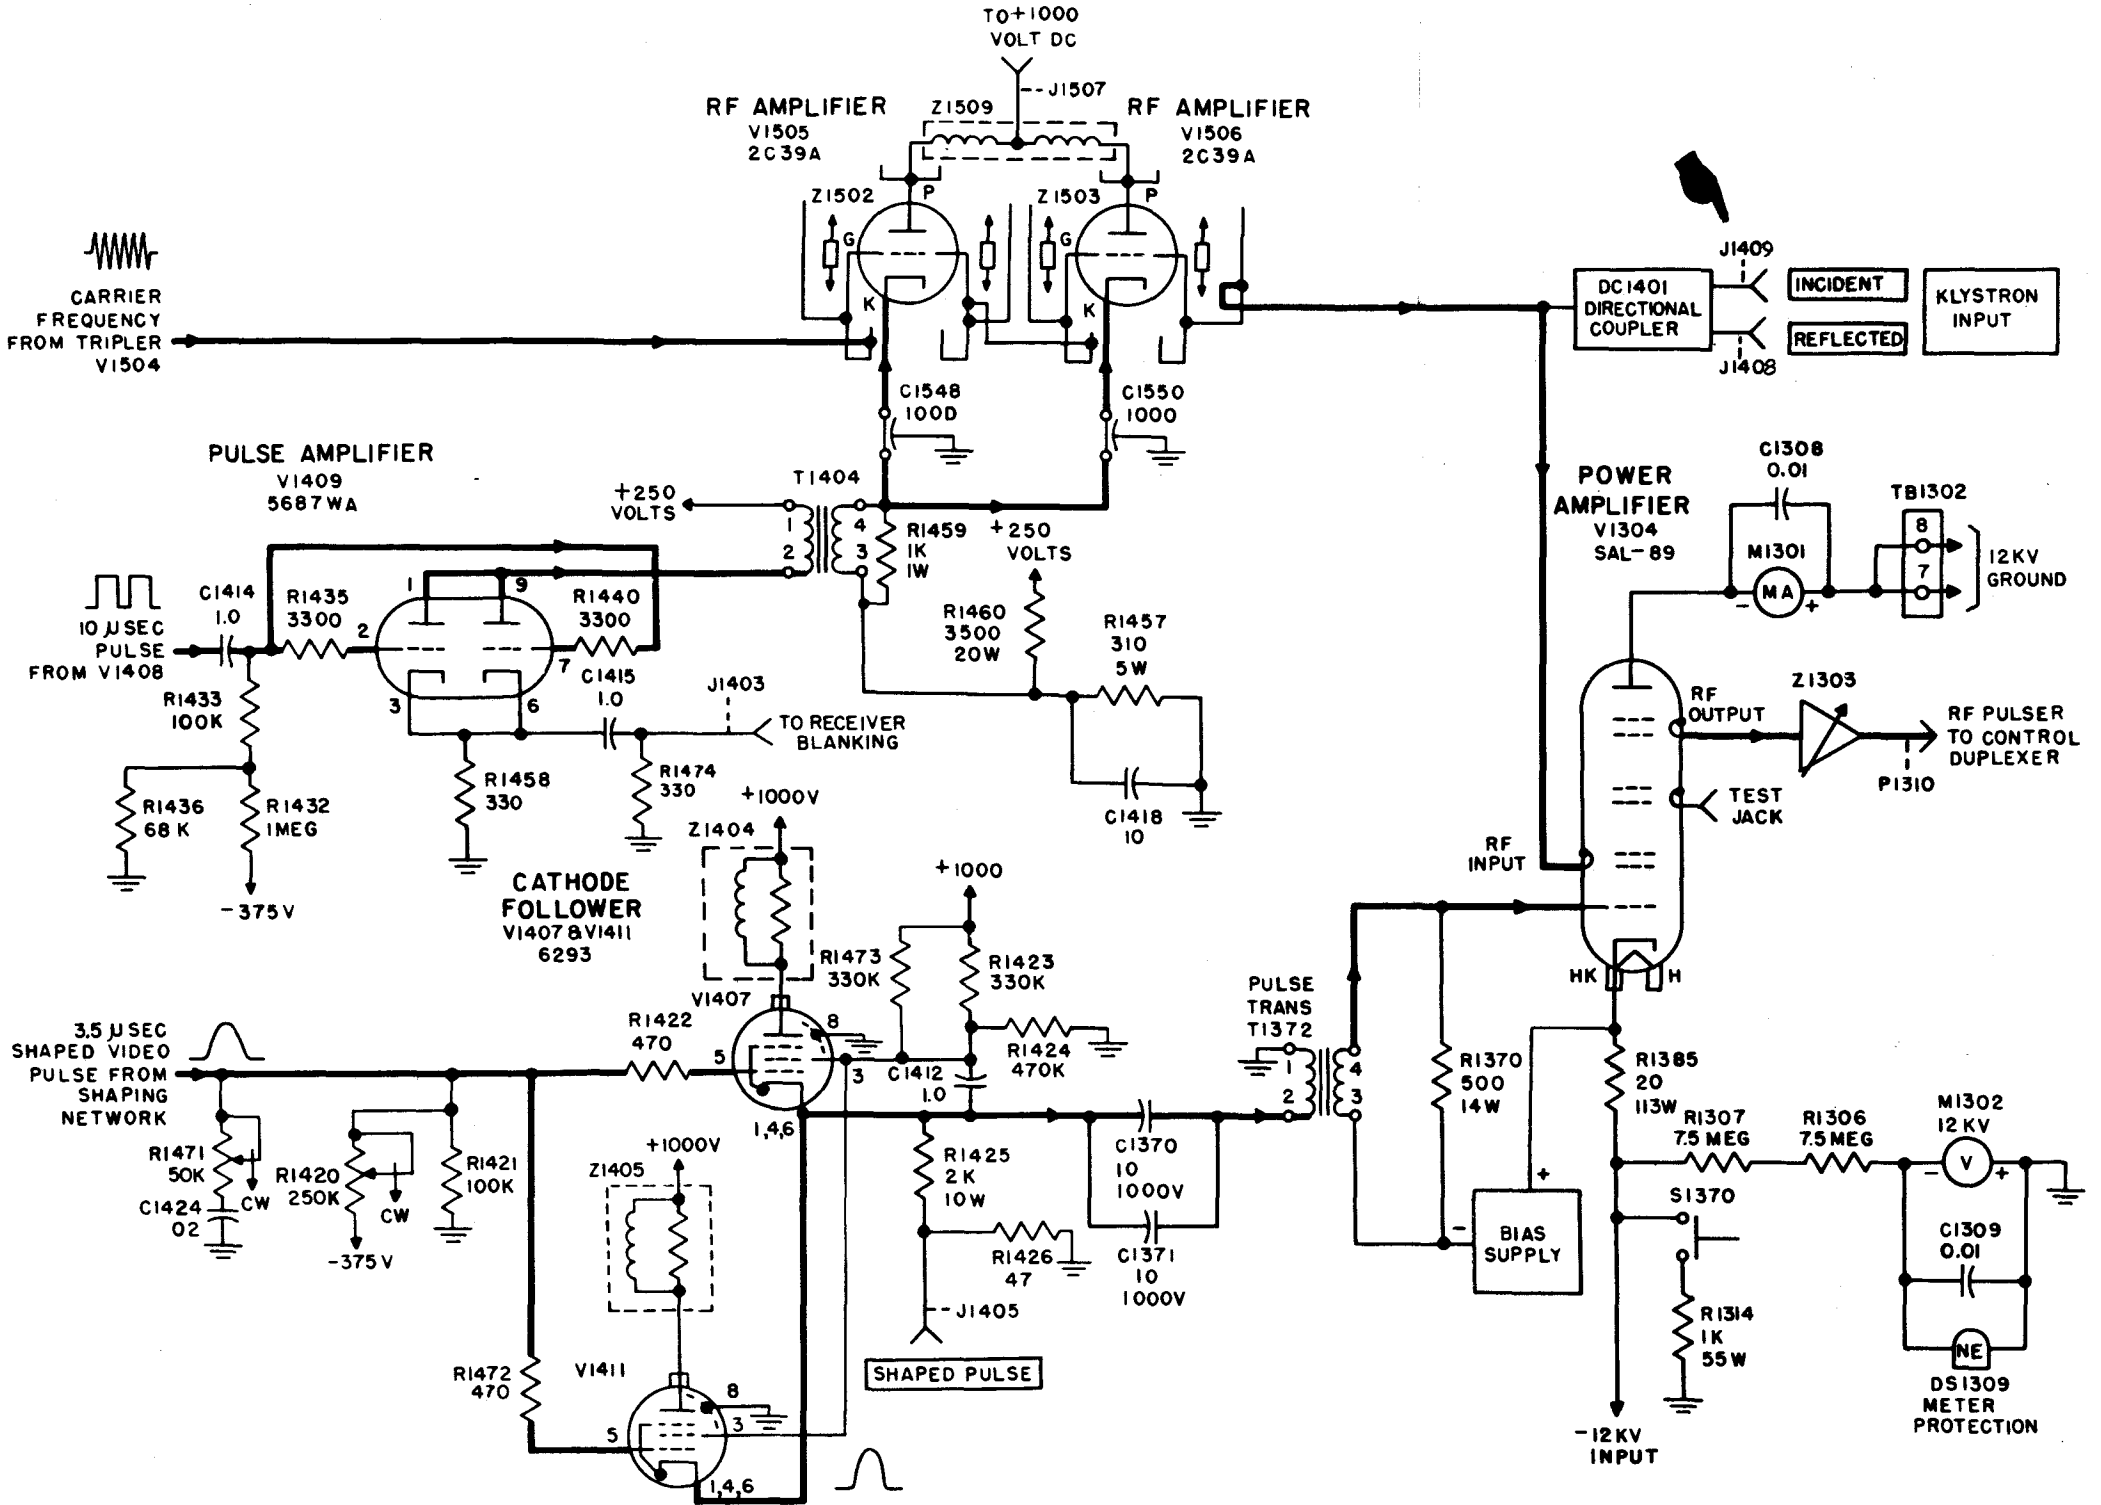 TO+1000
VOLT DC
J1507
RF AMPLIFIER
V1505
2C39A
Z1509
RF AMPLIFIER
V1506
2C39A
P
P
Z1502
Z1503
G
G
K
K
CARRIER
FREQUENCY
FROM TRIPLER
V1504
J1409
DC1401
DIRECTIONAL
COUPLER
INCIDENT
REFLECTED
KLYSTRON
INPUT
J1408
C1548
100D
C1550
1000
PULSE AMPLIFIER
V1409
5687WA
+250
VOLTS
T1404
1
2
4
3
R1459
1K
1W
+250
VOLTS
POWER
AMPLIFIER
V1304
SAL-89
C1308
0.01
M1301
MA
-
+
TB1302
8
7
12KV
GROUND
10 µSEC
PULSE
FROM V1408
C1414
1.0
R1435
3300
2
1
9
R1440
3300
7
3
6
C1415
1.0
J1403
TO RECEIVER
BLANKING
R1460
3500
20W
R1457
310
5W
R1433
100K
R1436
68K
R1432
1MEG
-375V
R1458
330
R1474
330
C1418
10
RF
OUTPUT
Z1303
RF PULSER
TO CONTROL
DUPLEXER
P1310
TEST
JACK
RF
INPUT
HK
H
CATHODE
FOLLOWER
V1407&V1411
6293
+1000V
Z1404
+1000
R1473
330K
R1423
330K
V1407
8
5
3
1,4,6
R1422
470
R1424
470K
C1412
1.0
PULSE
TRANS
T1372
1
2
4
3
3.5 µSEC
SHAPED VIDEO
PULSE FROM
SHAPING
NETWORK
R1471
50K
CW
C1424
02
R1420
250K
CW
-375V
R1421
100K
+1000V
Z1405
R1425
2K
10W
C1370
10
1000V
C1371
10
1000V
R1426
47
J1405
SHAPED PULSE
R1472
470
V1411
8
3
5
1,4,6
R1370
500
14W
R1385
20
113W
R1307
7.5 MEG
R1306
7.5 MEG
M1302
12KV
V
-
+
+
-
BIAS
SUPPLY
S1370
C1309
0.01
R1314
1K
55W
NE
DS1309
METER
PROTECTION
-12KV
INPUT